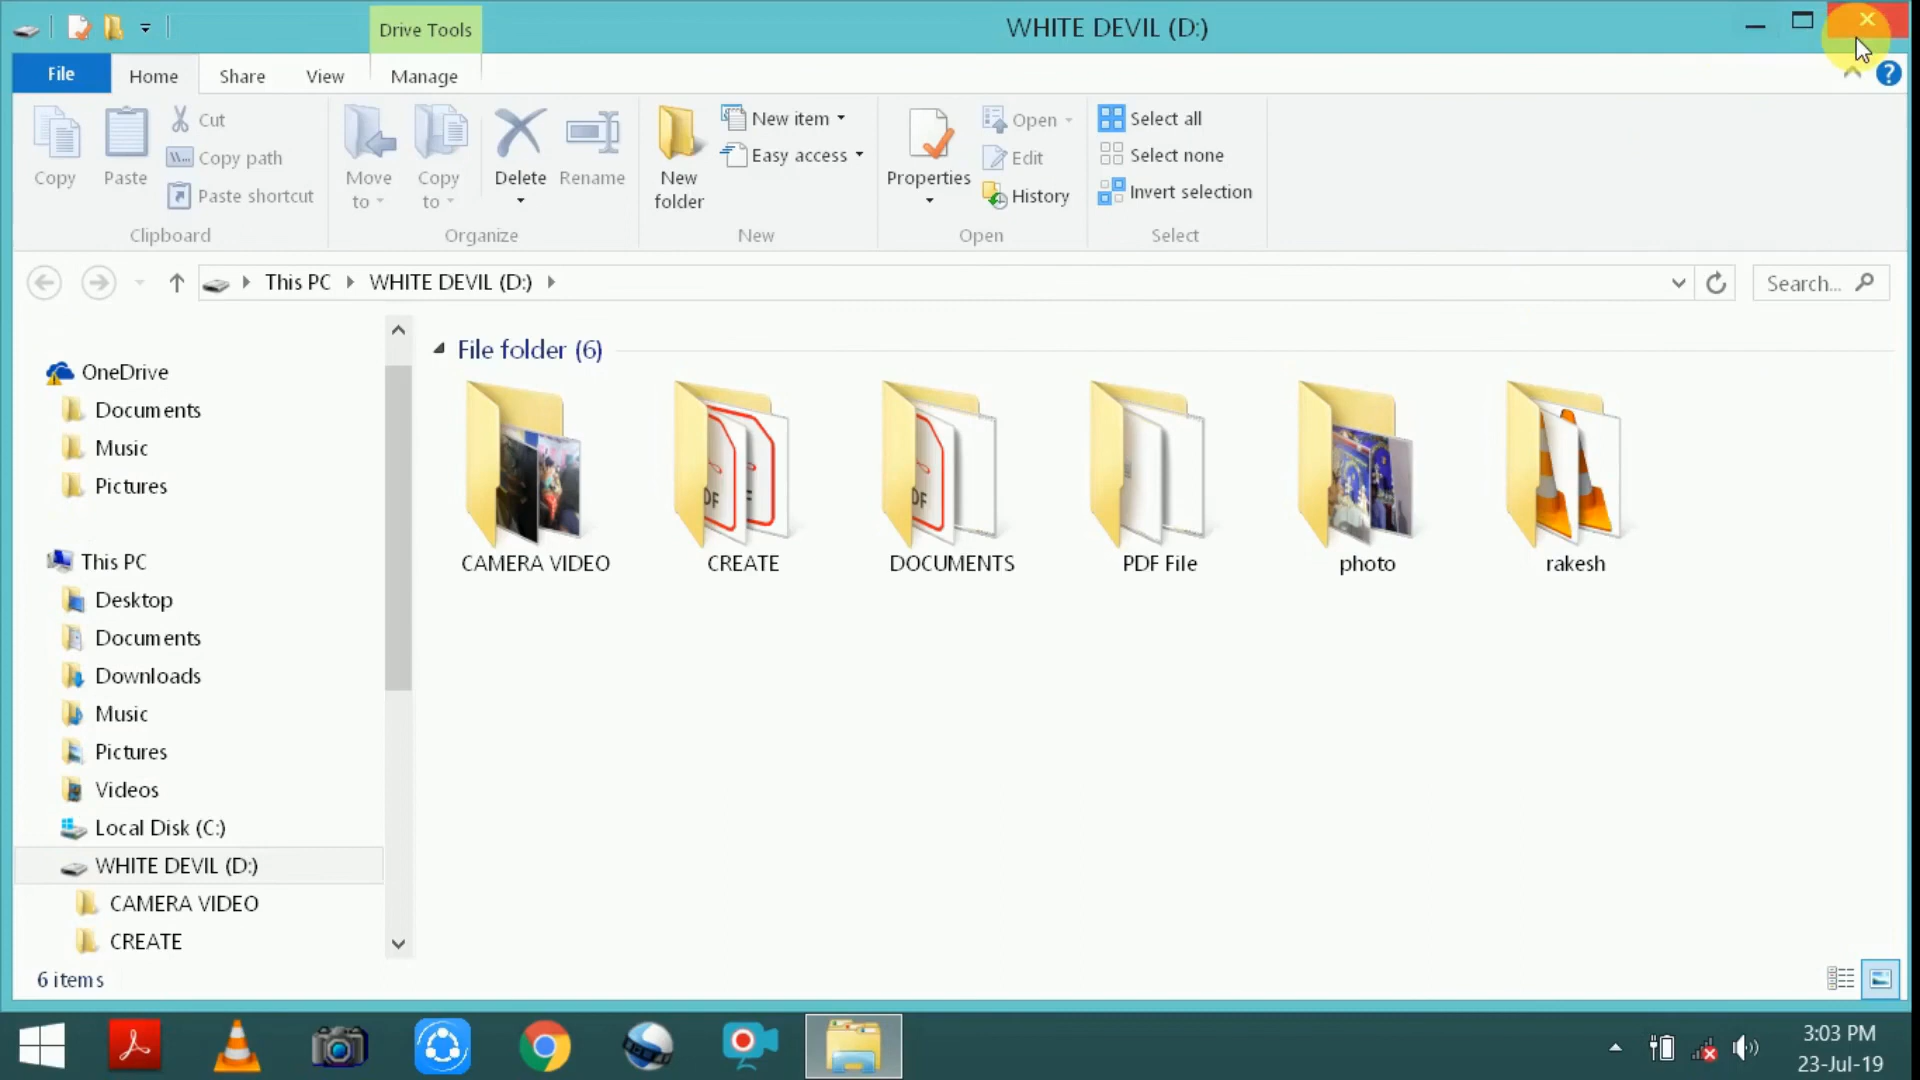 Drive Tools
WHITE DEVIL (D:)
File
Home
Share
View
Manage
Copy
Paste
Cut
Copy path
Paste shortcut
Clipboard
Move to
Copy to
Delete
Rename
Organize
New folder
New item
Easy access
New
Properties
Open
Edit
History
Open
Select all
Select none
Invert selection
Select
This PC
WHITE DEVIL (D:)
Search...
OneDrive
Documents
Music
Pictures
This PC
Desktop
Documents
Downloads
Music
Pictures
Videos
Local Disk (C:)
WHITE DEVIL (D:)
CAMERA VIDEO
CREATE
File folder (6)
CAMERA VIDEO
CREATE
DOCUMENTS
PDF File
photo
rakesh
6 items
3:03 PM
23-Jul-19